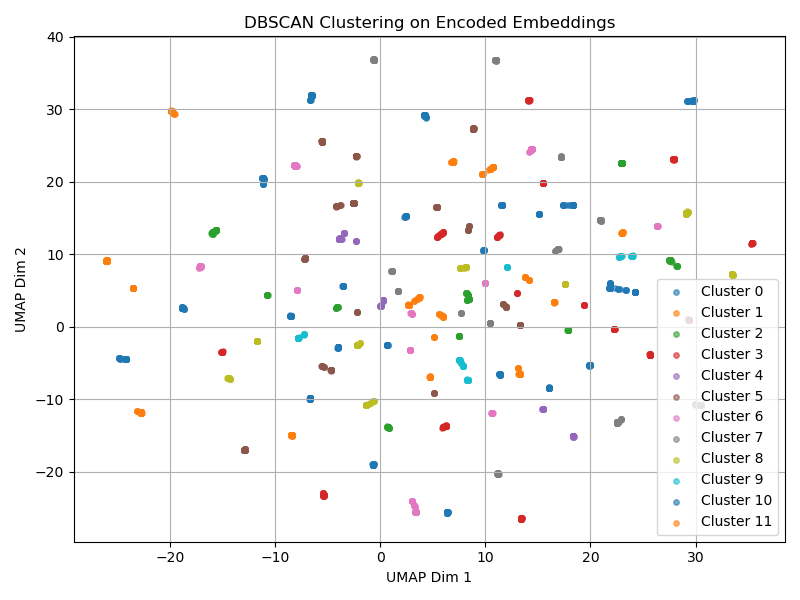 DBSCAN Clustering on Encoded Embeddings
40
30
20
10
0
−10
−20
UMAP Dim 2
−20
−10
0
10
20
30
UMAP Dim 1
Cluster 0
Cluster 1
Cluster 2
Cluster 3
Cluster 4
Cluster 5
Cluster 6
Cluster 7
Cluster 8
Cluster 9
Cluster 10
Cluster 11